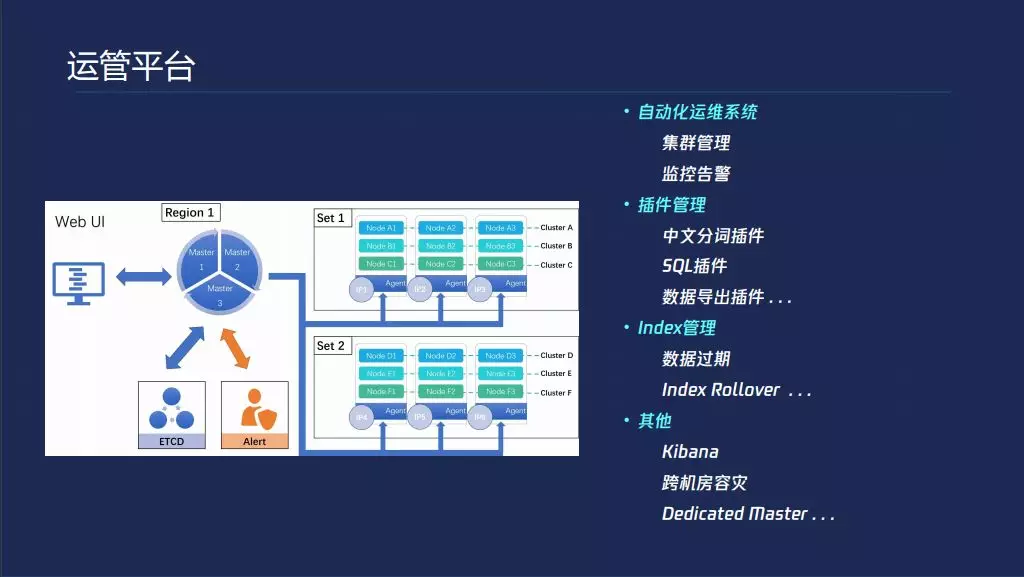 运管平台
Web UI
Region 1
Master
1
Master
2
Master
3
ETCD
Alert
Set 1
Node A1 Node A2 Node A3 Cluster A
Node B1 Node B2 Node B3 Cluster B
Node C1 Node C2 Node C3 Cluster C
IP1 Agent IP2 Agent IP3 Agent
Set 2
Node D1 Node D2 Node D3 Cluster D
Node E1 Node E2 Node E3 Cluster E
Node F1 Node F2 Node F3 Cluster F
IP4 Agent IP5 Agent IP6 Agent
• 自动化运维系统
集群管理
监控告警
• 插件管理
中文分词插件
SQL插件
数据导出插件 . . .
• Index管理
数据过期
Index Rollover . . .
• 其他
Kibana
跨机房容灾
Dedicated Master . . .